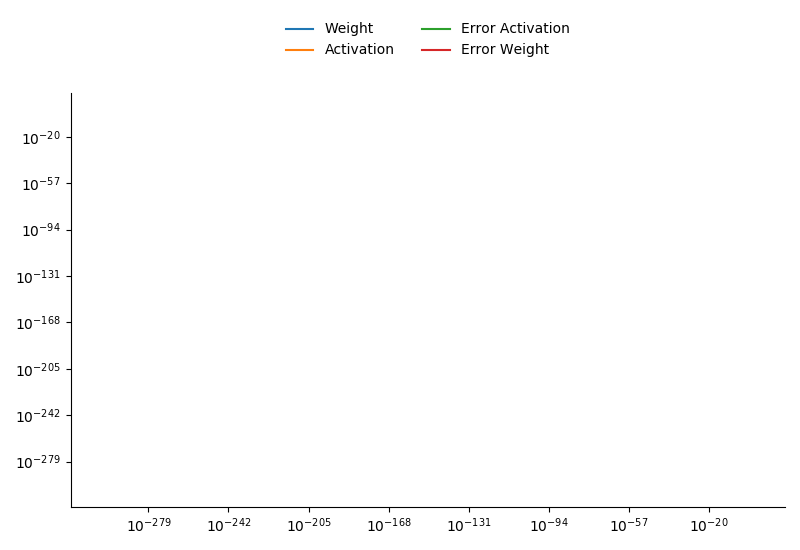 Weight Error Activation
Activation Error Weight
10⁻²⁰
10⁻⁵⁷
10⁻⁹⁴
10⁻¹³¹
10⁻¹⁶⁸
10⁻²⁰⁵
10⁻²⁴²
10⁻²⁷⁹
10⁻²⁷⁹ 10⁻²⁴² 10⁻²⁰⁵ 10⁻¹⁶⁸ 10⁻¹³¹ 10⁻⁹⁴ 10⁻⁵⁷ 10⁻²⁰